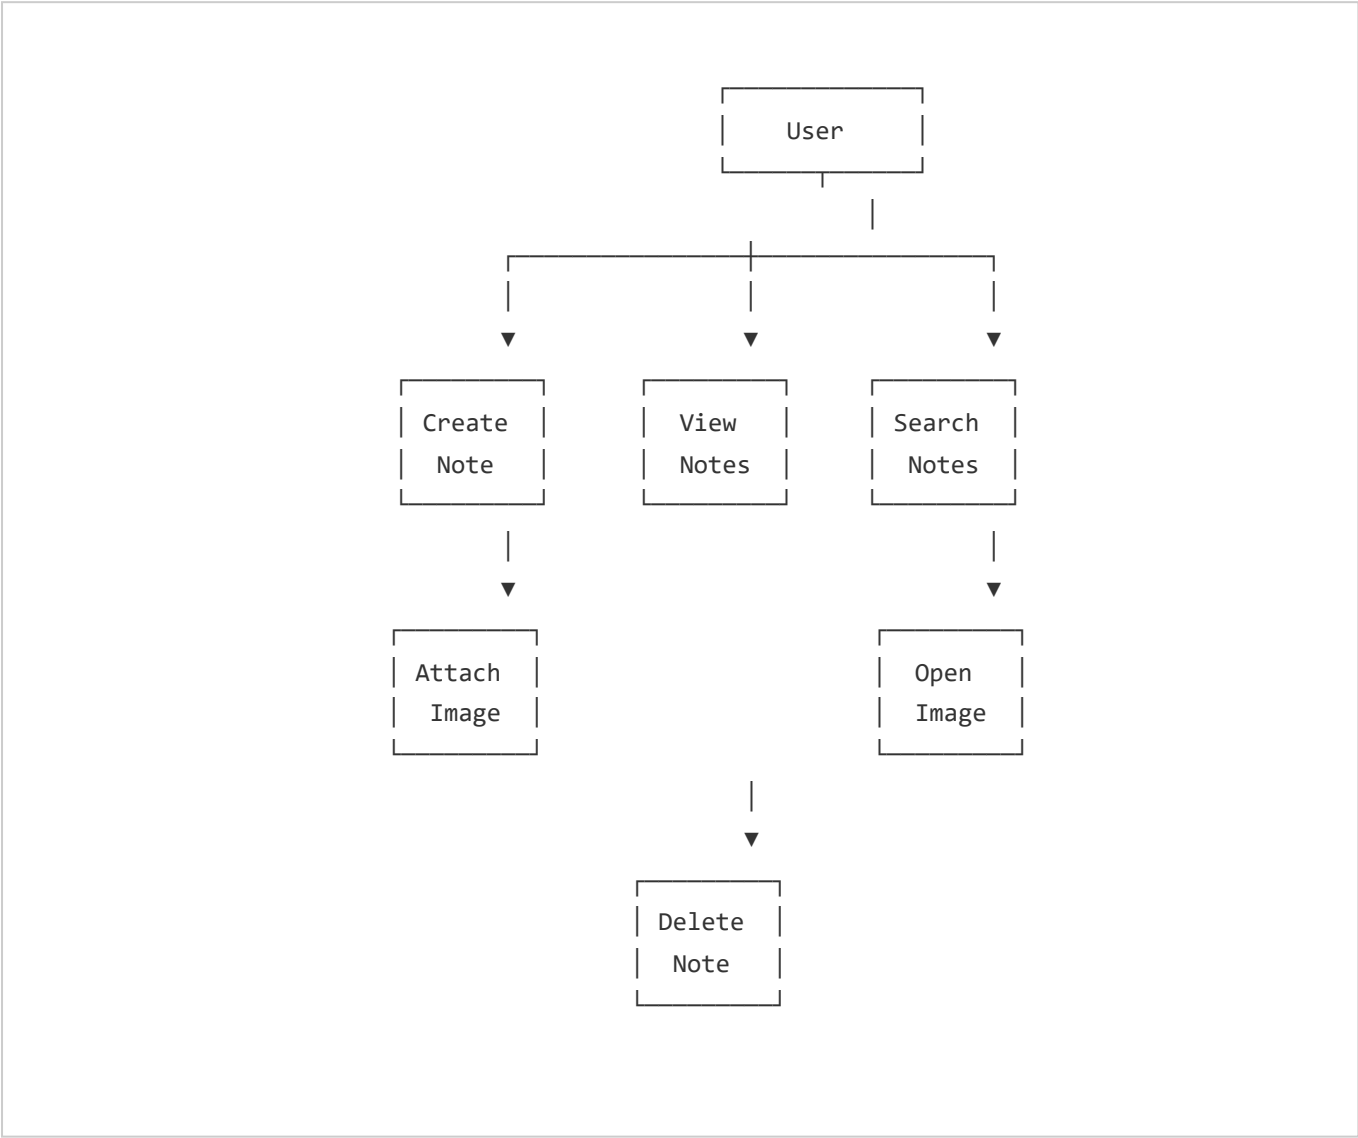 User
Create
Note
View
Notes
Search
Notes
Attach
Image
Open
Image
Delete
Note